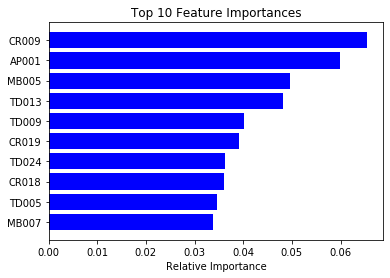 Top 10 Feature Importances
CR009
AP001
MB005
TD013
TD009
CR019
TD024
CR018
TD005
MB007
0.00 0.01 0.02 0.03 0.04 0.05 0.06
Relative Importance